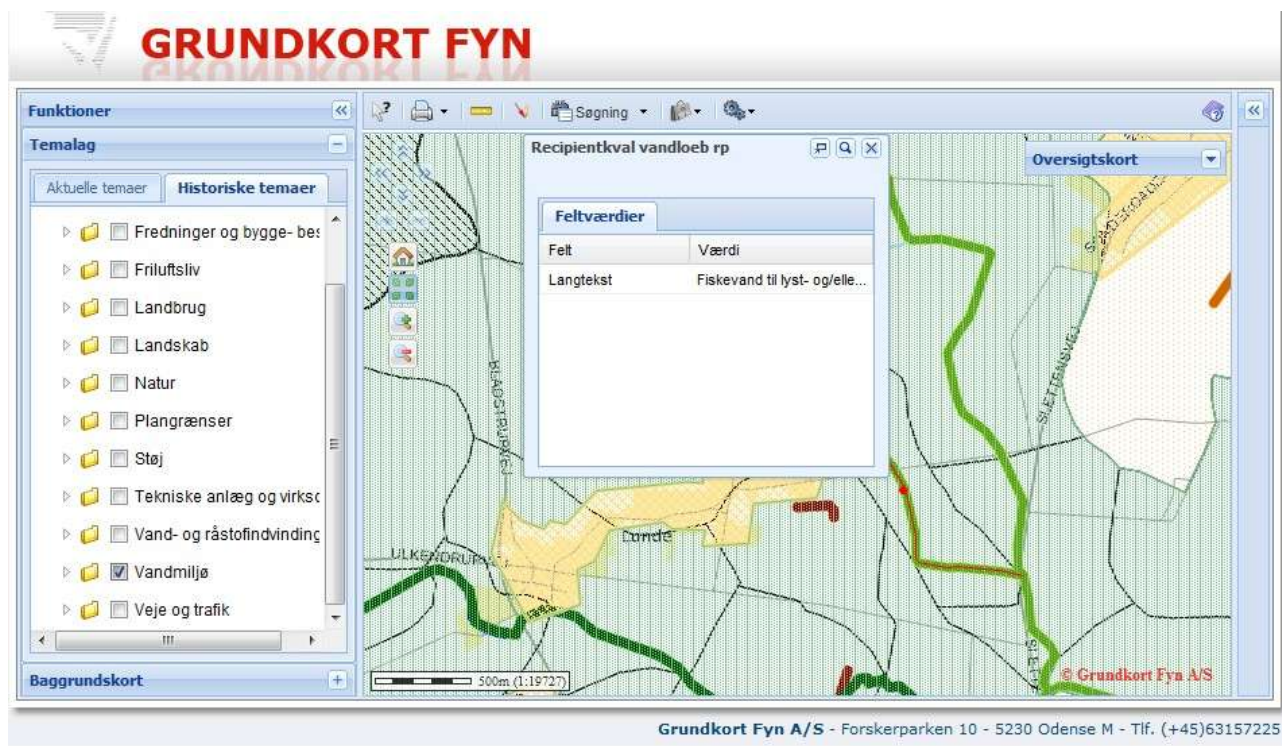 GRUNDKORT FYN
Funktioner
Søgning
Temalag
Aktuelle temaer
Historiske temaer
Fredninger og bygge- bes
Friluftsliv
Landbrug
Landskab
Natur
Plangrænser
Støj
Tekniske anlæg og virksc
Vand- og råstofindvinding
Vandmiljø
Veje og trafik
Baggrundskort
Recipientkval vandloeb rp
Feltværdier
Felt Værdi
Langtekst Fiskevand til lyst- og/elle...
Oversigtskort
SLETTENSVEJ
Lunde
500m (1:19727)
© Grundkort Fyn A/S
Grundkort Fyn A/S - Forskerparken 10 - 5230 Odense M - Tlf. (+45)63157225